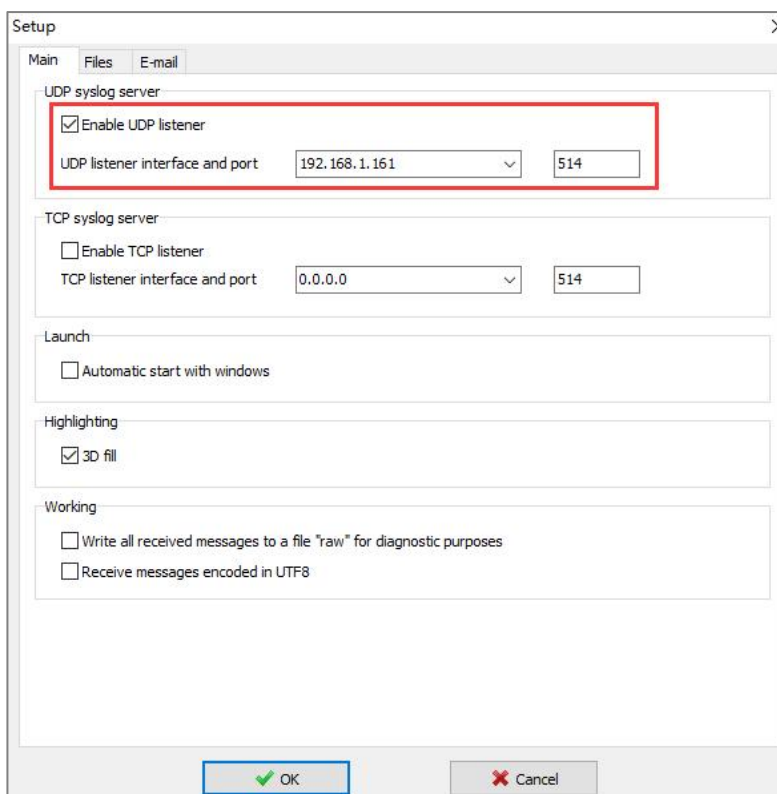 Setup
Main Files E-mail
UDP syslog server
Enable UDP listener
UDP listener interface and port 192.168.1.161 514
TCP syslog server
Enable TCP listener
TCP listener interface and port 0.0.0.0 514
Launch
Automatic start with windows
Highlighting
3D fill
Working
Write all received messages to a file "raw" for diagnostic purposes
Receive messages encoded in UTF8
OK Cancel